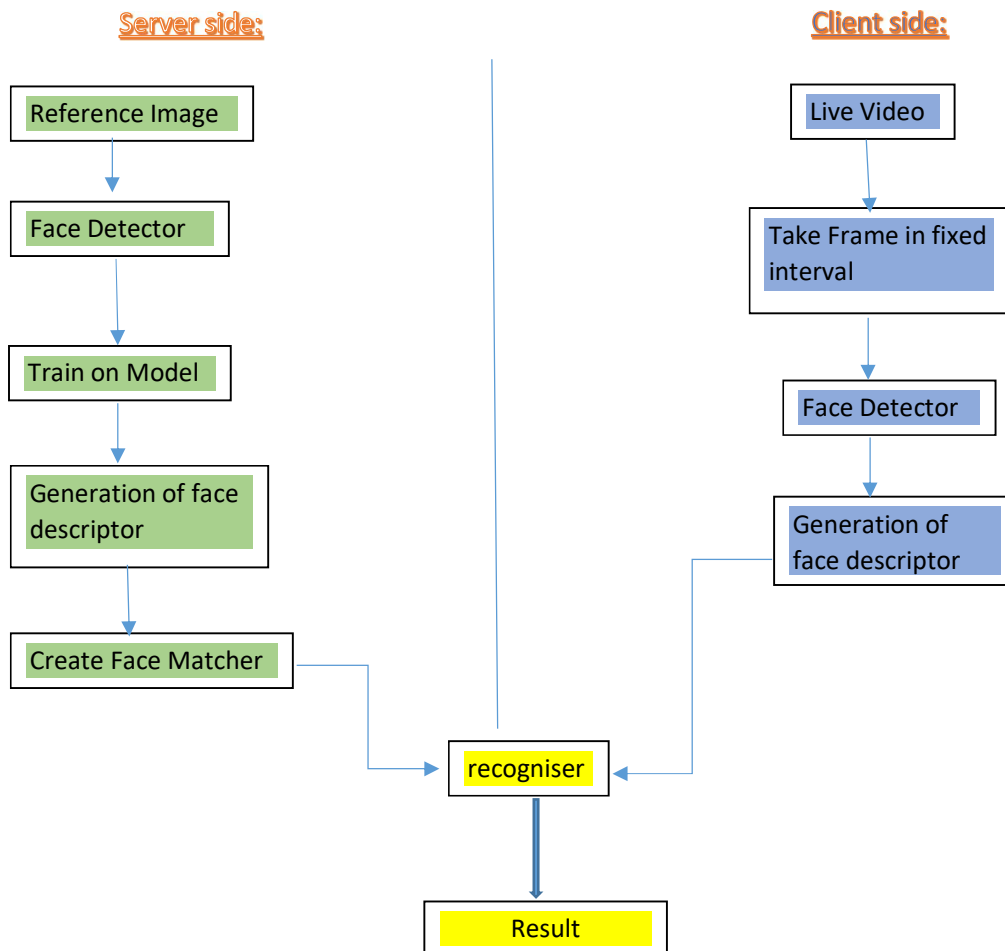 Server side:
Client side:
Reference Image
Face Detector
Train on Model
Generation of face
descriptor
Create Face Matcher
Live Video
Take Frame in fixed
interval
Face Detector
Generation of
face descriptor
recogniser
Result